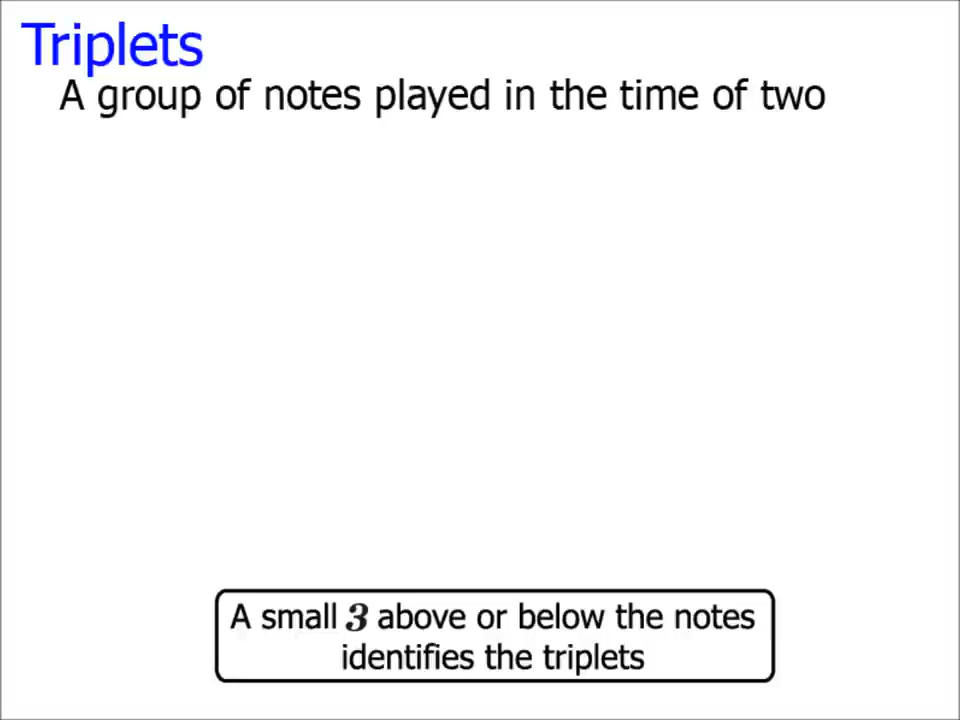 Triplets
A group of notes played in the time of two
A small 3 above or below the notes
identifies the triplets